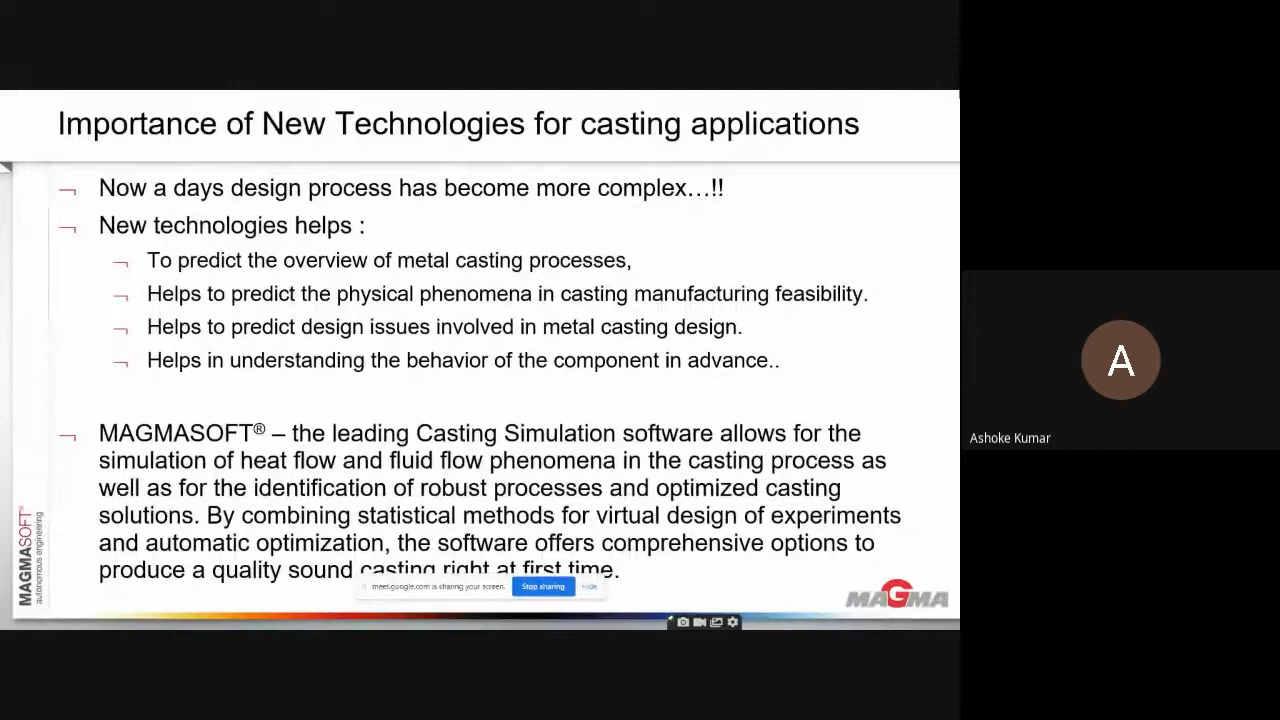 Importance of New Technologies for casting applications
Now a days design process has become more complex…!!
New technologies helps :
To predict the overview of metal casting processes,
Helps to predict the physical phenomena in casting manufacturing feasibility.
Helps to predict design issues involved in metal casting design.
Helps in understanding the behavior of the component in advance..
MAGMASOFT® – the leading Casting Simulation software allows for the
simulation of heat flow and fluid flow phenomena in the casting process as
well as for the identification of robust processes and optimized casting
solutions. By combining statistical methods for virtual design of experiments
and automatic optimization, the software offers comprehensive options to
produce a quality sound casting right at first time.
meet.google.com is sharing your screen.
Stop sharing
Hide
MAGMASOFT®
autonomous engineering
MAGMA
A
Ashoke Kumar